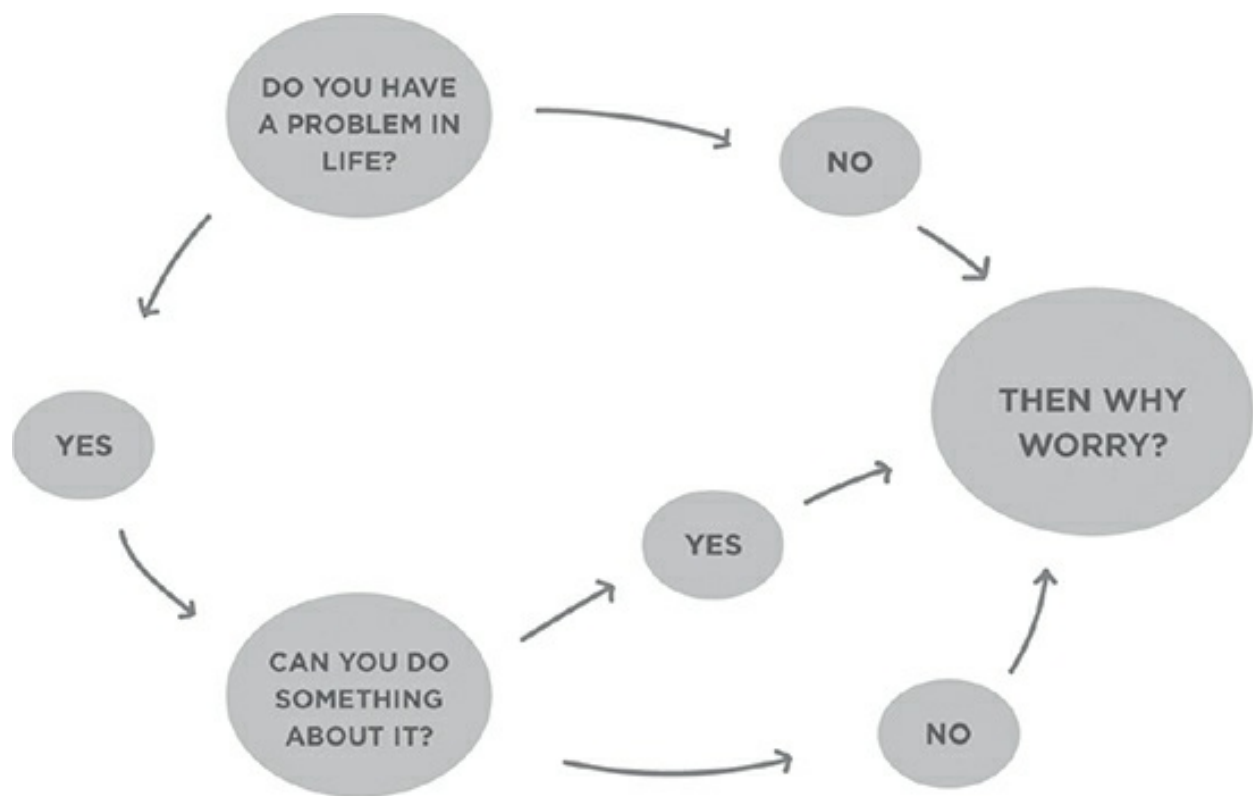 DO YOU HAVE
A PROBLEM IN
LIFE?
NO
YES
THEN WHY
WORRY?
YES
CAN YOU DO
SOMETHING
ABOUT IT?
NO